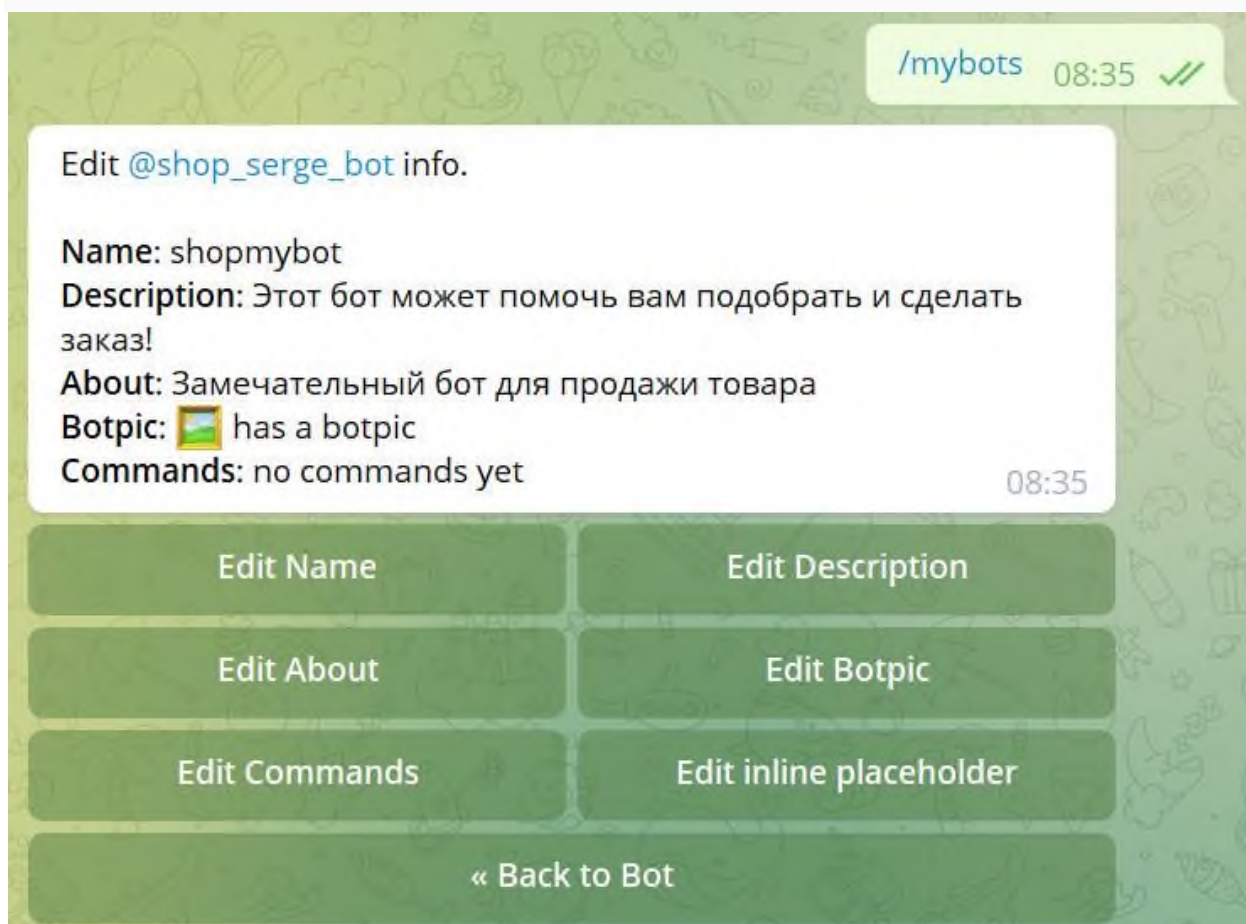 /mybots 08:35
Edit @shop_serge_bot info.
Name: shopmybot
Description: Этот бот может помочь вам подобрать и сделать
заказ!
About: Замечательный бот для продажи товара
Botpic: has a botpic
Commands: no commands yet
08:35
Edit Name
Edit Description
Edit About
Edit Botpic
Edit Commands
Edit inline placeholder
« Back to Bot